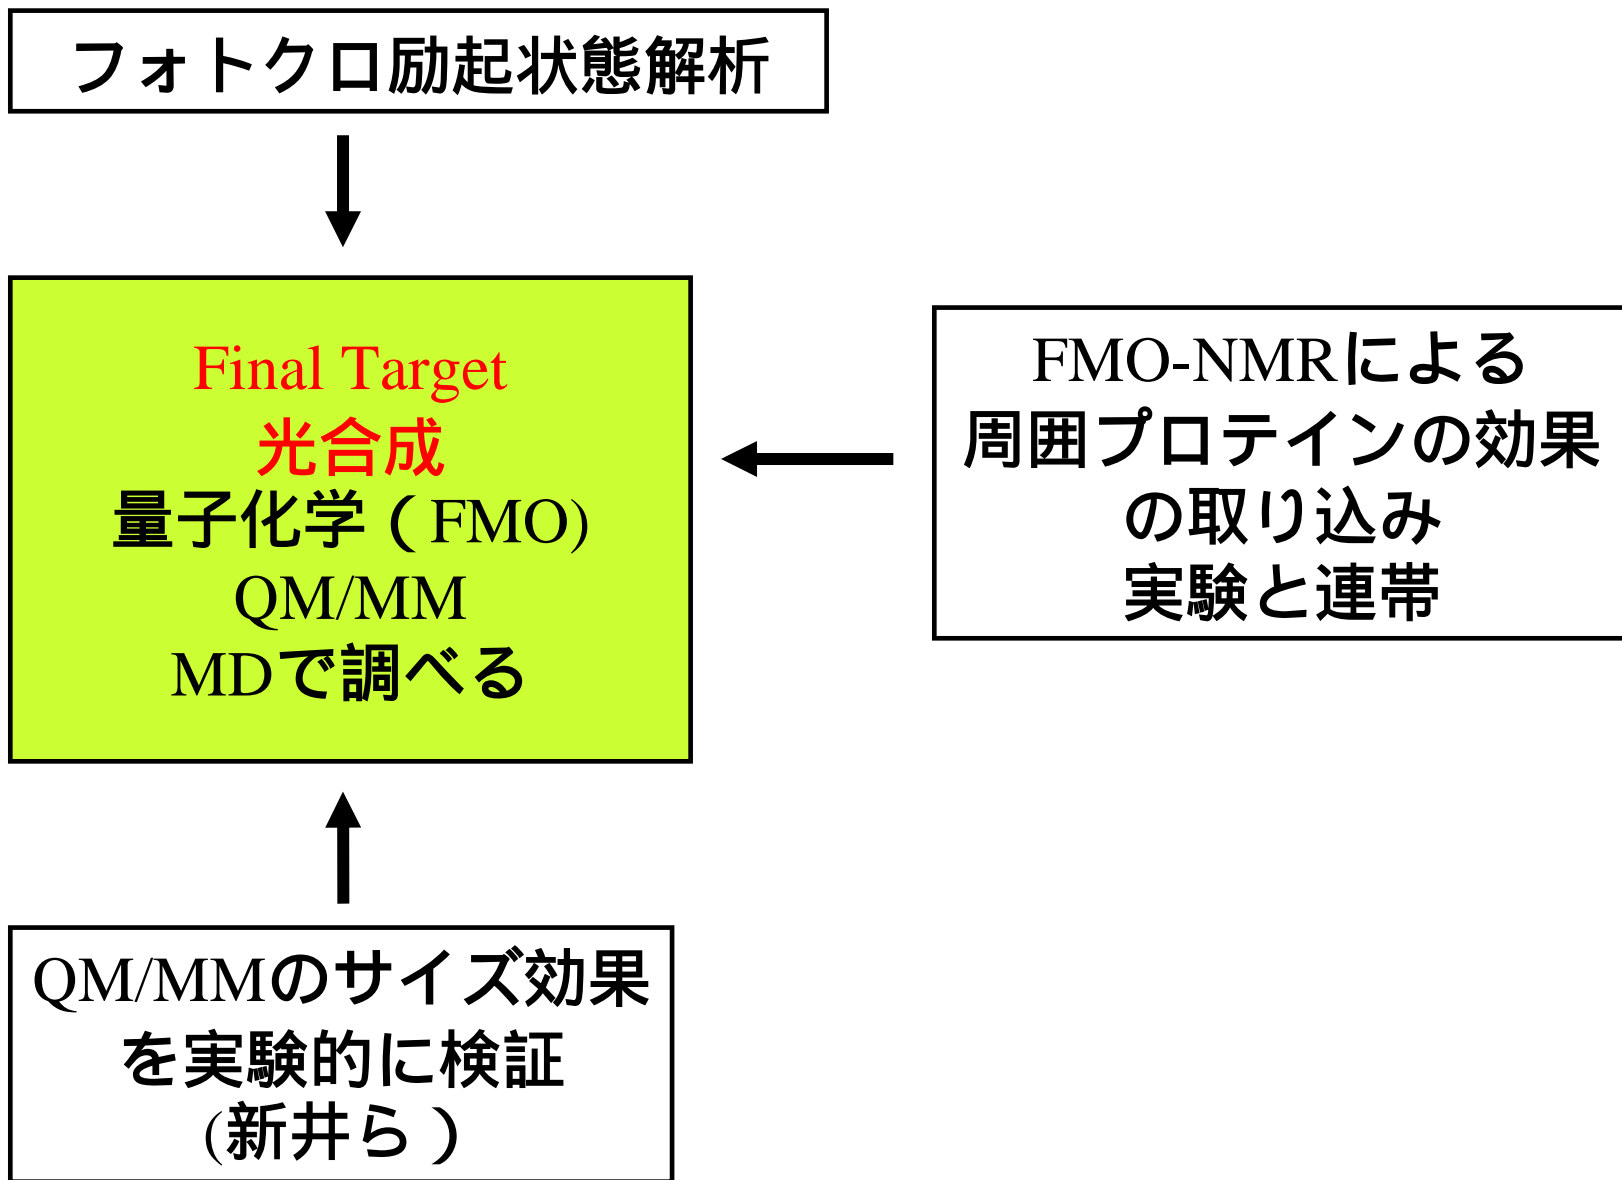 フォトクロ励起状態解析
Final Target
光合成
量子化学(FMO)
QM/MM
MDで調べる
FMO-NMRによる
周囲プロテインの効果
の取り込み
実験と連帯
QM/MMのサイズ効果
を実験的に検証
(新井ら)